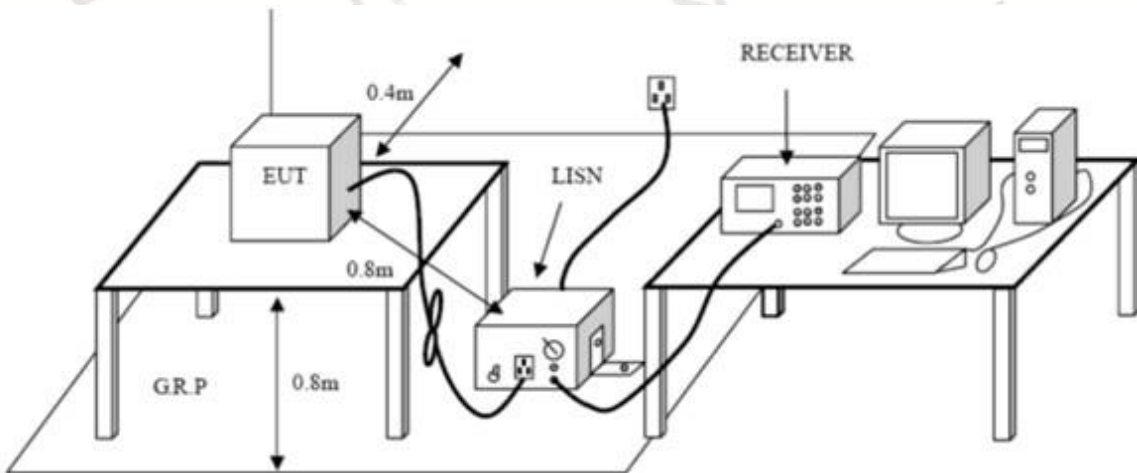 RECEIVER
0.4m
EUT
LISN
0.8m
0.8m
G.R.P